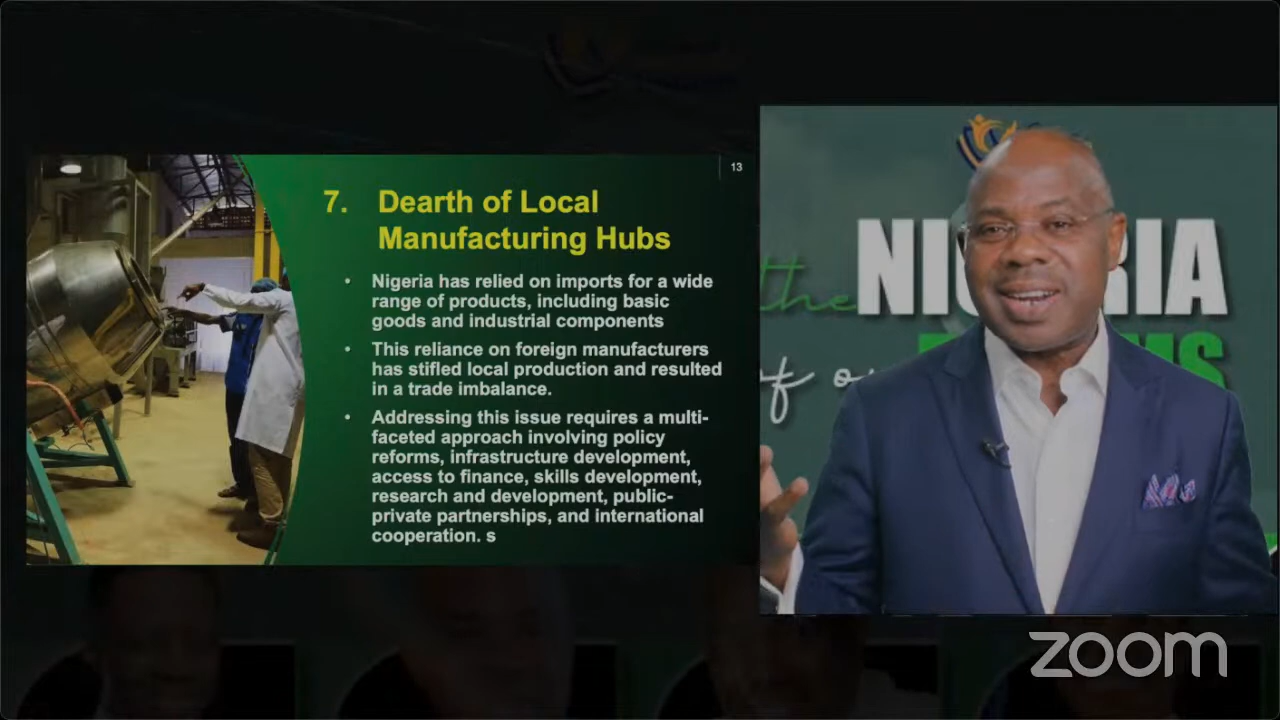 13
7. Dearth of Local
Manufacturing Hubs
• Nigeria has relied on imports for a wide
range of products, including basic
goods and industrial components
• This reliance on foreign manufacturers
has stifled local production and resulted
in a trade imbalance.
• Addressing this issue requires a multi-
faceted approach involving policy
reforms, infrastructure development,
access to finance, skills development,
research and development, public-
private partnerships, and international
cooperation. s
the
of
zoom